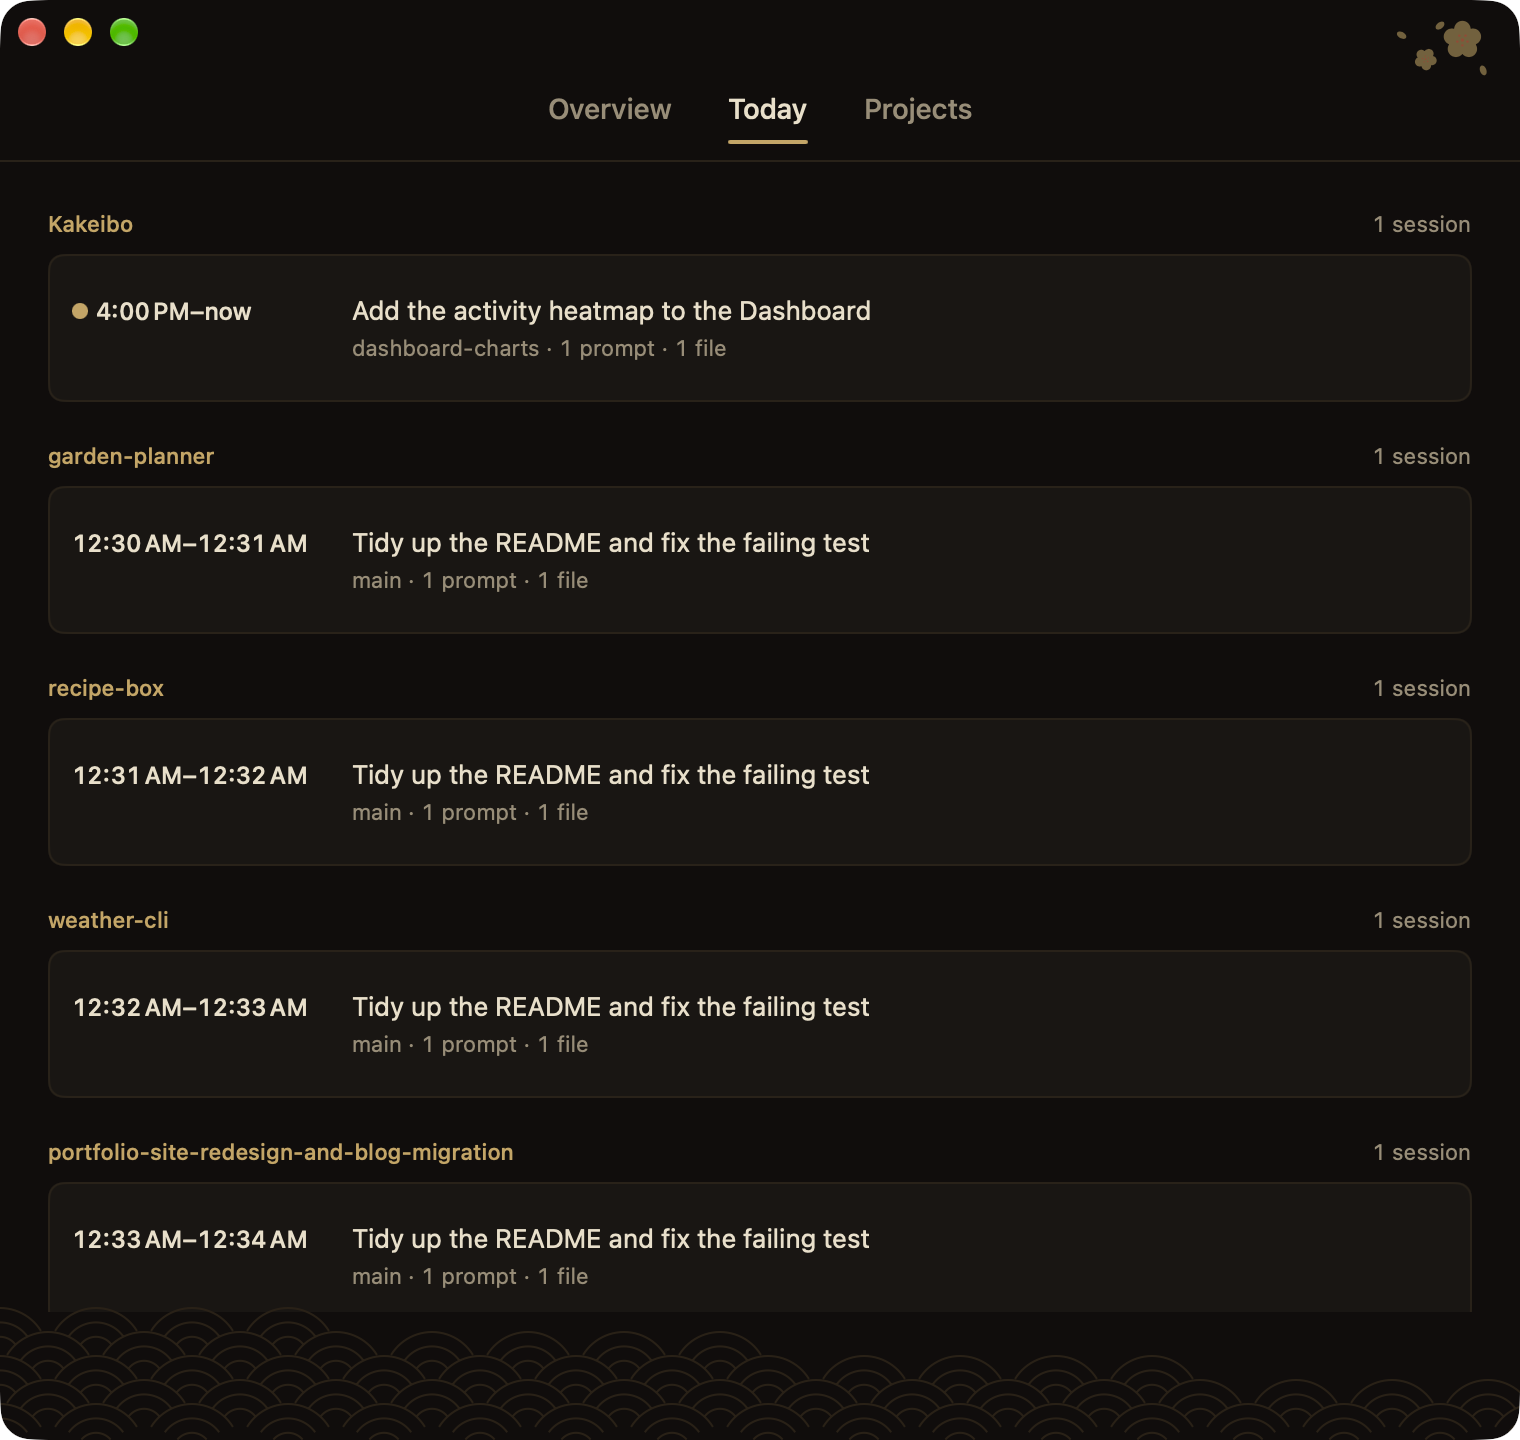 Overview Today Projects
Kakeibo 1 session
4:00 PM–now Add the activity heatmap to the Dashboard
dashboard-charts · 1 prompt · 1 file
garden-planner 1 session
12:30 AM–12:31 AM Tidy up the README and fix the failing test
main · 1 prompt · 1 file
recipe-box 1 session
12:31 AM–12:32 AM Tidy up the README and fix the failing test
main · 1 prompt · 1 file
weather-cli 1 session
12:32 AM–12:33 AM Tidy up the README and fix the failing test
main · 1 prompt · 1 file
portfolio-site-redesign-and-blog-migration 1 session
12:33 AM–12:34 AM Tidy up the README and fix the failing test
main · 1 prompt · 1 file